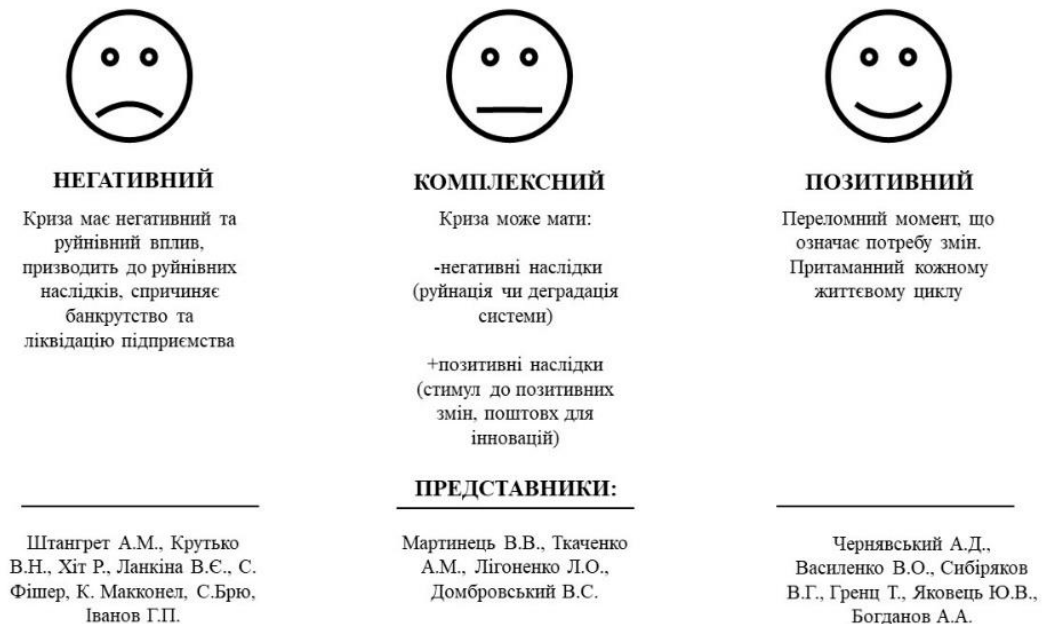 НЕГАТИВНИЙ
Криза має негативний та
руйнівний вплив,
призводить до руйнівних
наслідків, спричиняє
банкрутство та
ліквідацію підприємства
КОМПЛЕКСНИЙ
Криза може мати:
-негативні наслідки
(руйнація чи деградація
системи)
+позитивні наслідки
(стимул до позитивних
змін, поштовх для
інновацій)
ПОЗИТИВНИЙ
Переломний момент, що
означає потребу змін.
Притаманний кожному
життєвому циклу
ПРЕДСТАВНИКИ:
Штангрет А.М., Крутько
В.Н., Хіт Р., Ланкіна В.Є., С.
Фішер, К. Макконел, С.Брю,
Іванов Г.П.
Мартинець В.В., Ткаченко
А.М., Лігоненко Л.О.,
Домбровський В.С.
Чернявський А.Д.,
Василенко В.О., Сибіряков
В.Г., Гренц Т., Яковець Ю.В.,
Богданов А.А.